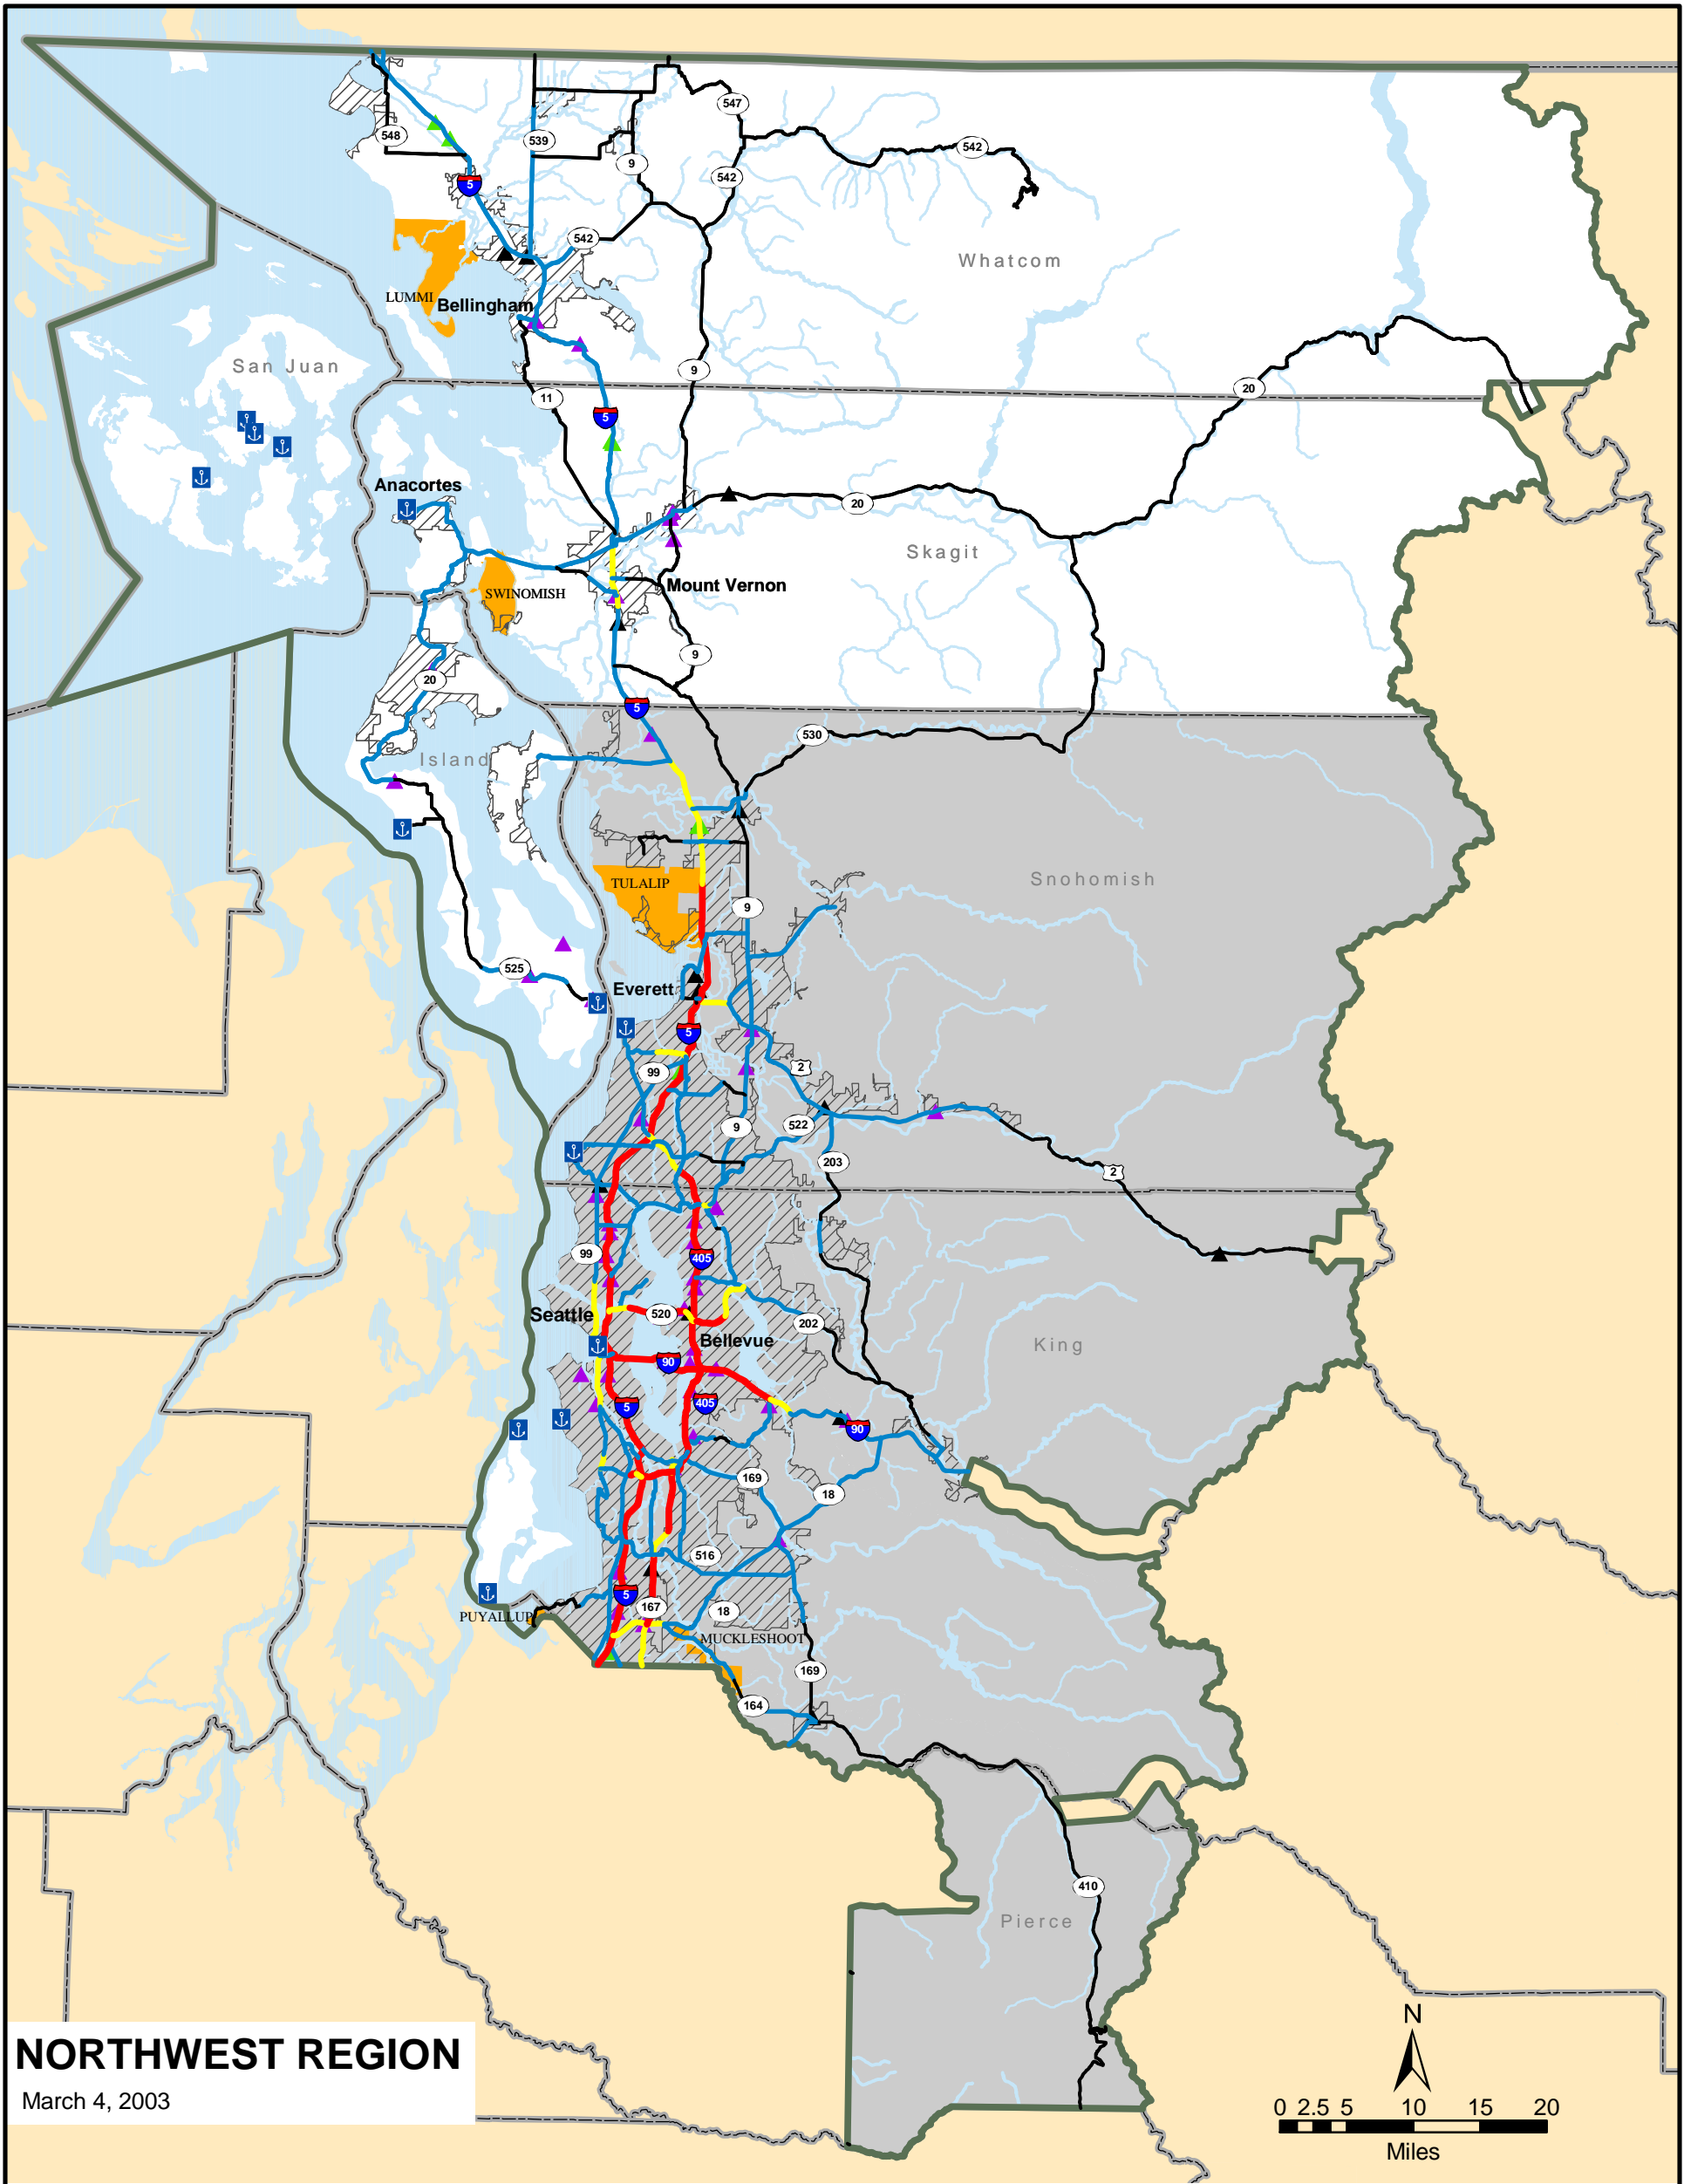 547
548
539
542
9
542
5
542
Whatcom
LUMMI
Bellingham
San Juan
9
20
11
5
Anacortes
20
Skagit
Mount Vernon
SWINOMISH
9
20
5
530
Island
Snohomish
TULALIP
9
525
Everett
5
2
99
522
9
203
2
99
405
Seattle
520
202
Bellevue
King
90
405
5
90
169
18
516
5
167
18
PUYALLUP
MUCKLESHOOT
169
164
410
Pierce
N
NORTHWEST REGION
March 4, 2003
0 2.5 5 10 15 20
Miles